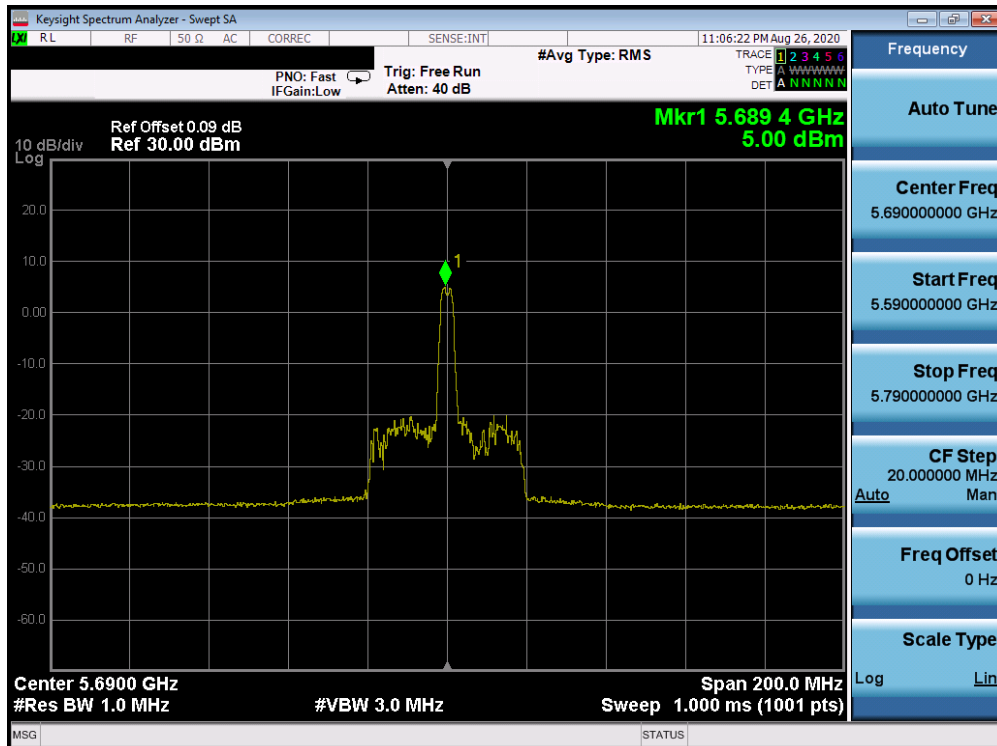 Keysight Spectrum Analyzer - Swept SA
LXI RL RF 50 Ω AC CORREC SENSE:INT 11:06:22 PM Aug 26, 2020
#Avg Type: RMS TRACE 1 2 3 4 5 6
PNO: Fast Trig: Free Run TYPE A WWWWW
IFGain:Low Atten: 40 dB DET A N N N N N
Mkr1 5.689 4 GHz
5.00 dBm
Ref Offset 0.09 dB
10 dB/div Ref 30.00 dBm
Log
20.0
10.0
1
0.00
-10.0
-20.0
-30.0
-40.0
-50.0
-60.0
Center 5.6900 GHz Span 200.0 MHz
#Res BW 1.0 MHz #VBW 3.0 MHz Sweep 1.000 ms (1001 pts)
MSG STATUS
Frequency
Auto Tune
Center Freq
5.690000000 GHz
Start Freq
5.590000000 GHz
Stop Freq
5.790000000 GHz
CF Step
20.000000 MHz
Auto Man
Freq Offset
0 Hz
Scale Type
Log Lin